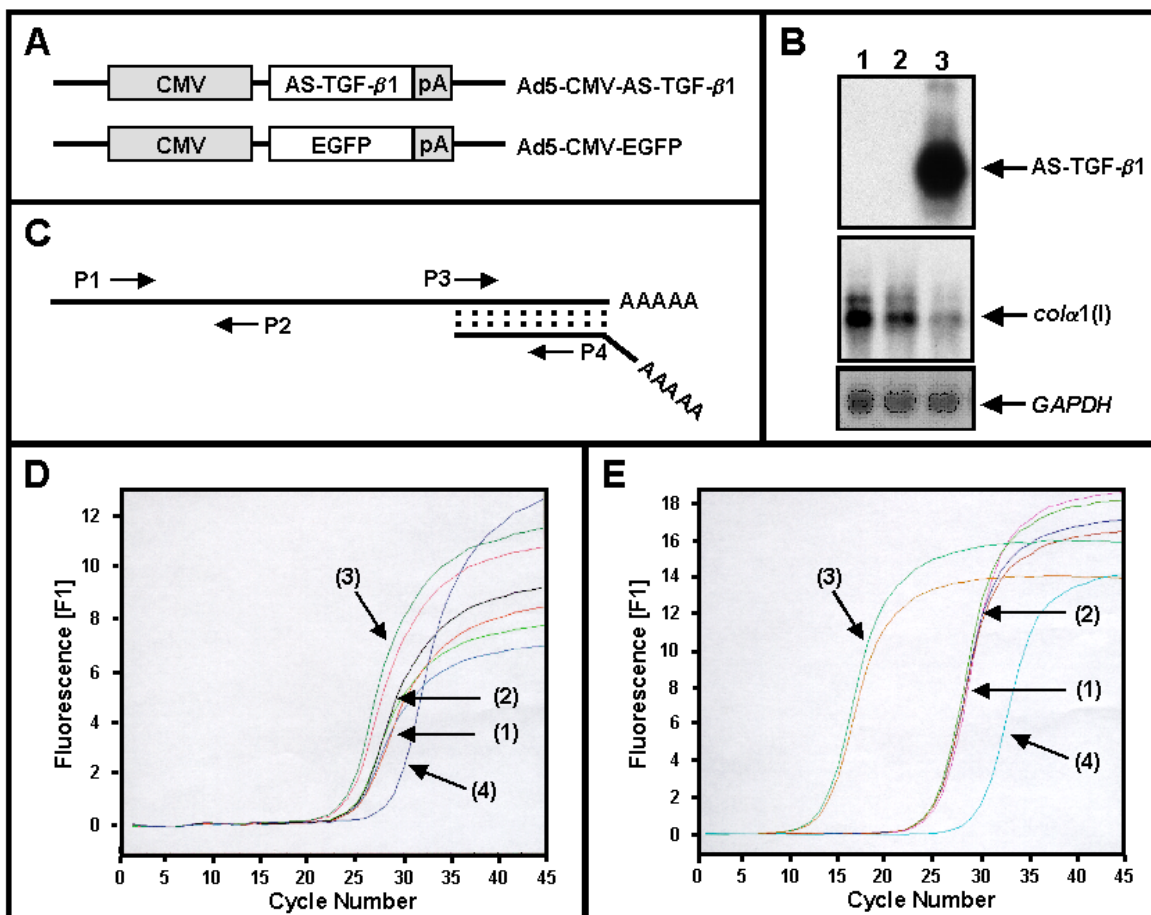 A
CMV AS-TGF-β1 pA Ad5-CMV-AS-TGF-β1
CMV EGFP pA Ad5-CMV-EGFP
B
1 2 3
AS-TGF-β1
colα1(I)
GAPDH
C
P1 P3
AAAAA
P2
P4
AAAAA
D
Fluorescence [F1]
12
10
8
6
4
2
0
(3)
(2)
(1)
(4)
0 5 10 15 20 25 30 35 40 45
Cycle Number
E
Fluorescence [F1]
18
16
14
12
10
8
6
4
2
0
(3)
(2)
(1)
(4)
0 5 10 15 20 25 30 35 40 45
Cycle Number